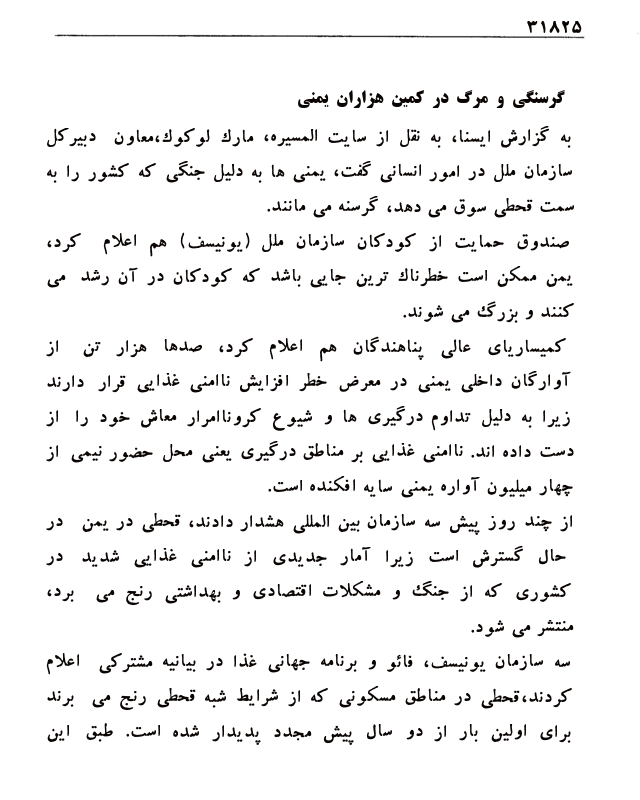 ۳۱۸۲۵
گرسنگی و مرگ در کمین هزاران یمنی
به گزارش ایسنا، به نقل از سایت المسیره، مارك لوكوك،معاون دبیرکل
سازمان ملل در امور انسانی گفت، یمنی ها به دلیل جنگی که کشور را به
سمت قحطی سوق می دهد، گرسنه می مانند.
صندوق حمایت از کودکان سازمان ملل (یونیسف) هم اعلام کرد،
یمن ممکن است خطرناك ترین جایی باشد که کودکان در آن رشد می
کنند و بزرگ می شوند.
کمیساریای عالی پناهندگان هم اعلام کرد، صدها هزار تن از
آوارگان داخلی یمنی در معرض خطر افزایش ناامنی غذایی قرار دارند
زیرا به دلیل تداوم درگیری ها و شیوع کروناامرار معاش خود را از
دست داده اند. ناامنی غذایی بر مناطق درگیری یعنی محل حضور نیمی از
چهار میلیون آواره یمنی سایه افکنده است.
از چند روز پیش سه سازمان بین المللی هشدار دادند، قحطی در یمن در
حال گسترش است زیرا آمار جدیدی از ناامنی غذایی شدید در
کشوری که از جنگ و مشکلات اقتصادی و بهداشتی رنج می برد،
منتشر می شود.
سه سازمان یونیسف، فائو و برنامه جهانی غذا در بیانیه مشترکی اعلام
کردند،قحطی در مناطق مسکونی که از شرایط شبه قحطی رنج می برند
برای اولین بار از دو سال پیش مجدد پدیدار شده است. طبق این